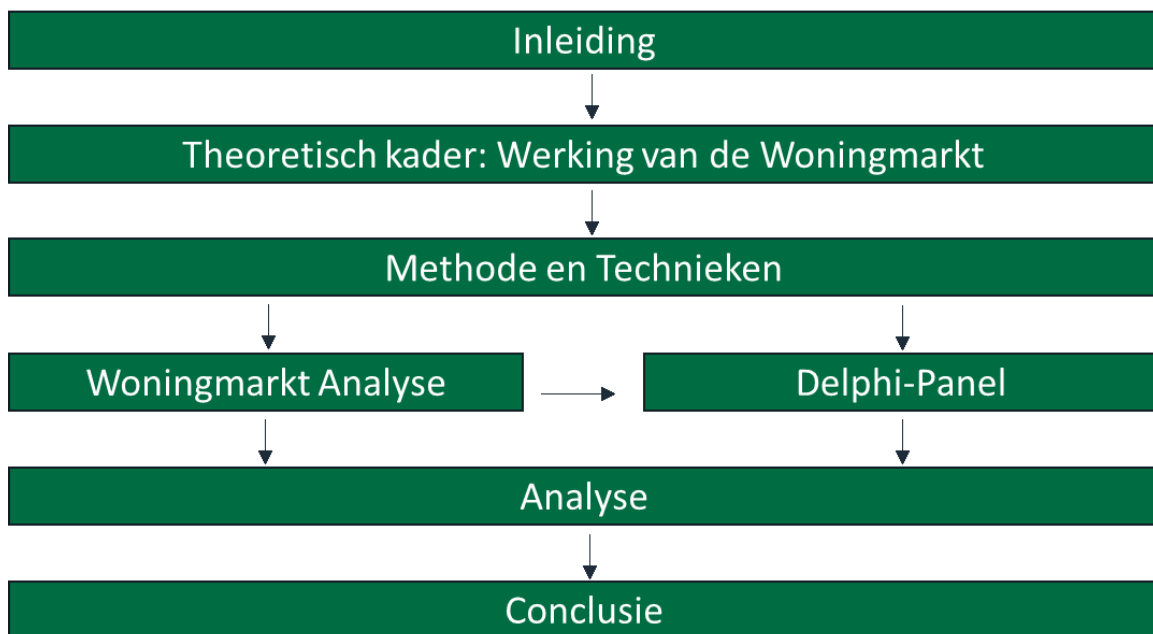 Inleiding
Theoretisch kader: Werking van de Woningmarkt
Methode en Technieken
Woningmarkt Analyse
Delphi-Panel
Analyse
Conclusie